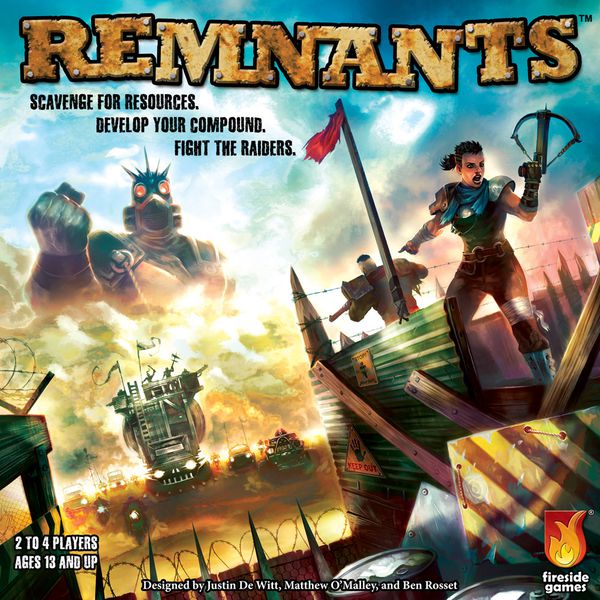 REMNANTS™
SCAVENGE FOR RESOURCES.
DEVELOP YOUR COMPOUND.
FIGHT THE RAIDERS.
KEEP OUT
2 TO 4 PLAYERS
AGES 13 AND UP
Designed by Justin De Witt, Matthew O'Malley, and Ben Rosset
®
fireside
games